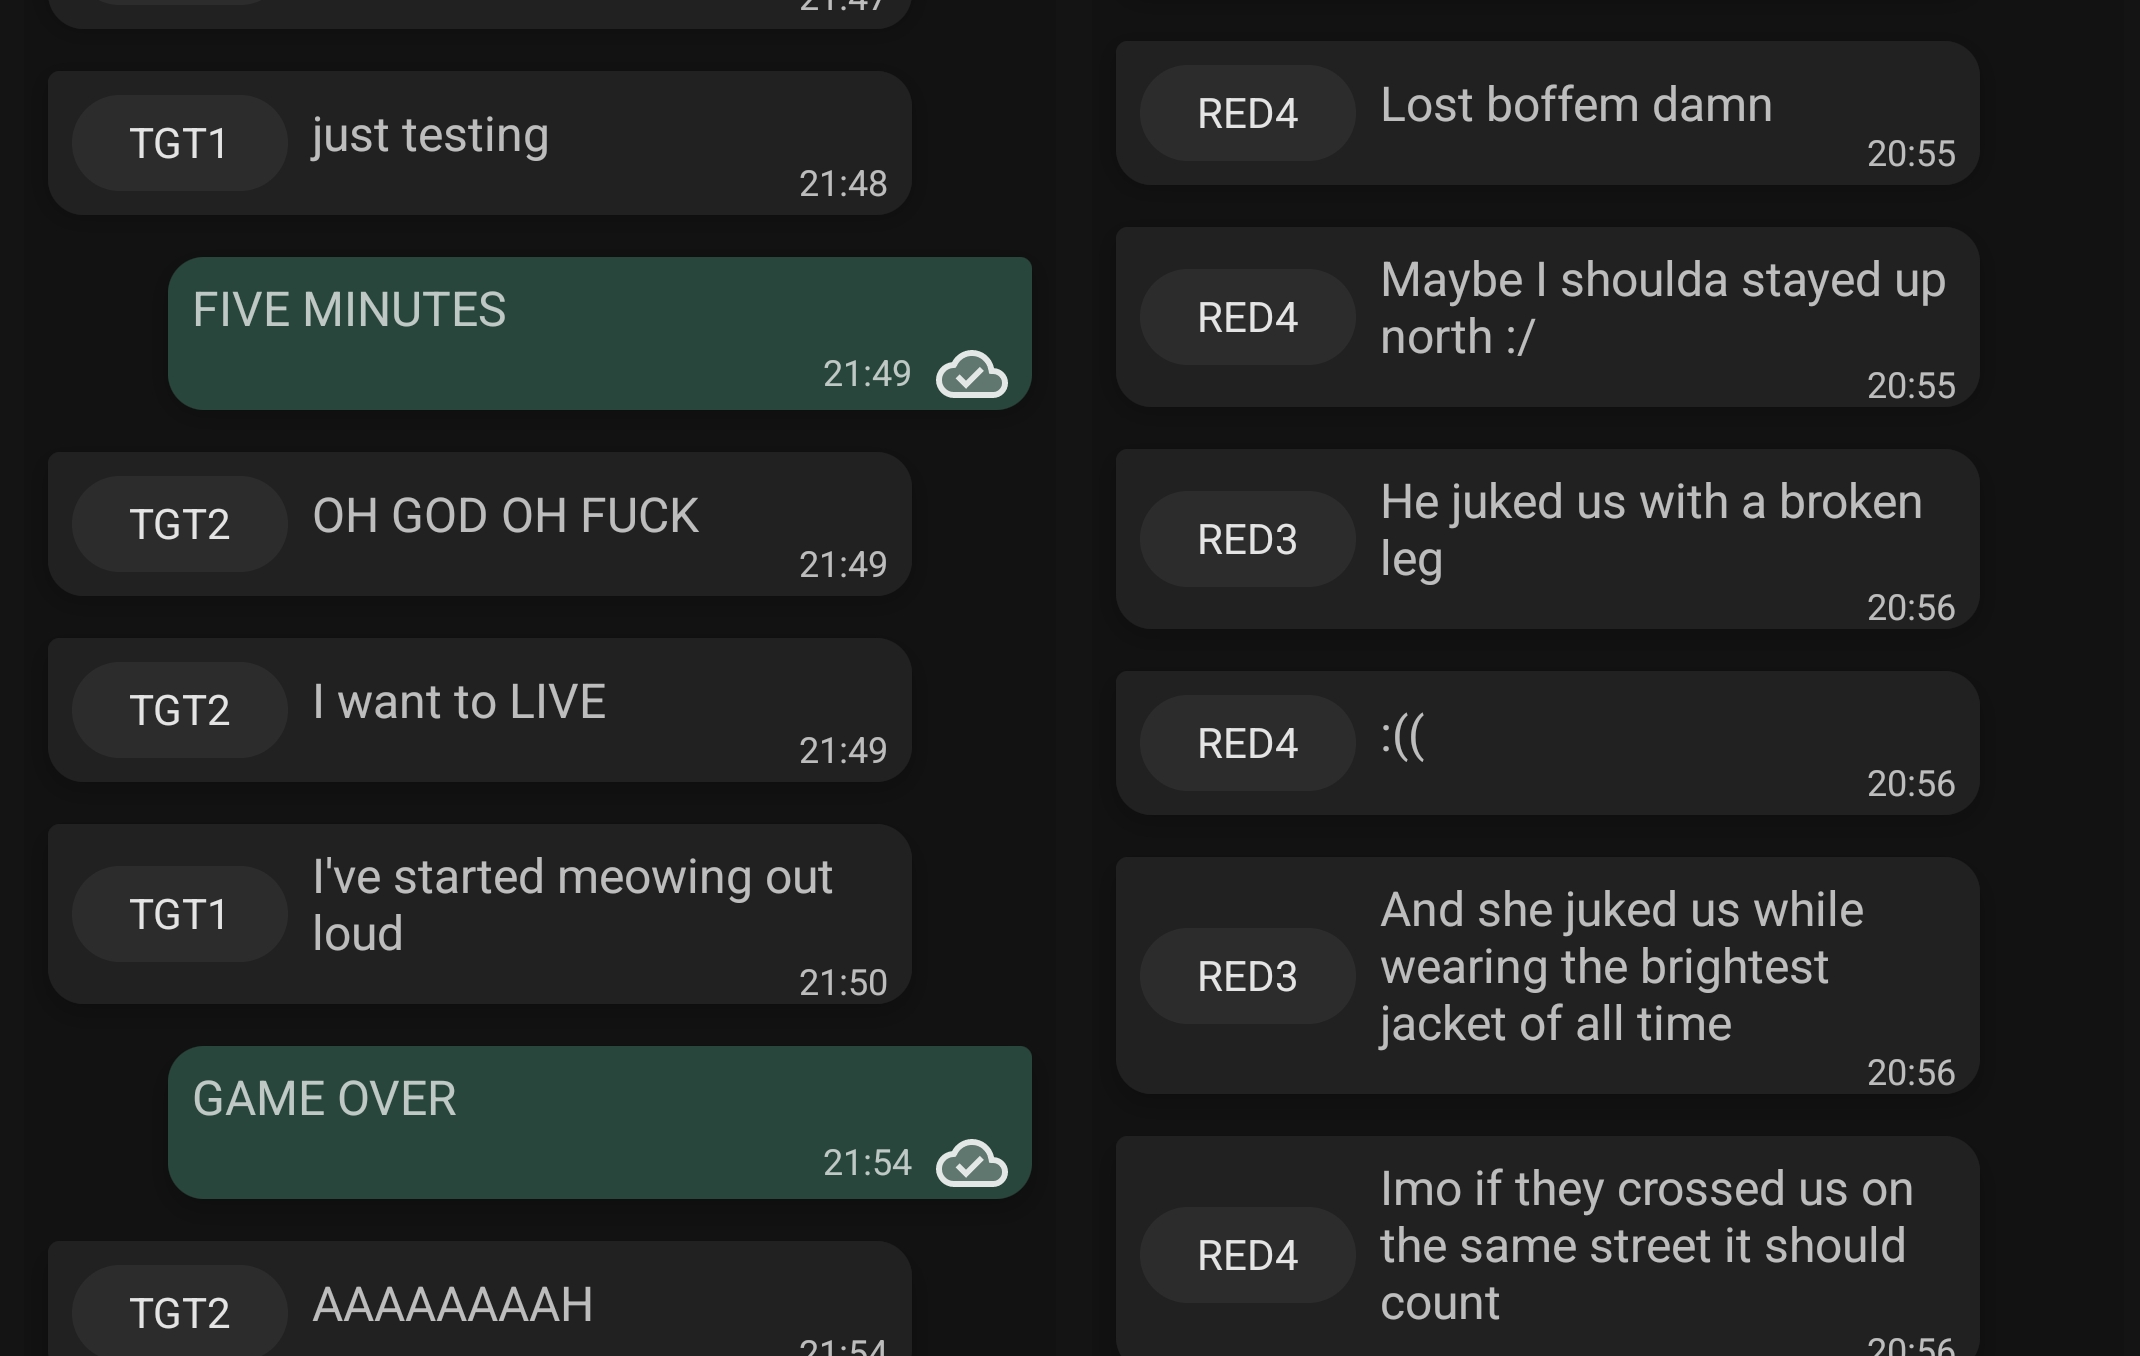 21:47
TGT1
just testing
21:48
FIVE MINUTES
21:49
TGT2
OH GOD OH FUCK
21:49
TGT2
I want to LIVE
21:49
TGT1
I've started meowing out
loud
21:50
GAME OVER
21:54
TGT2
AAAAAAAAH
21:54
RED4
Lost boffem damn
20:55
RED4
Maybe I shoulda stayed up
north :/
20:55
RED3
He juked us with a broken
leg
20:56
RED4
:((
20:56
RED3
And she juked us while
wearing the brightest
jacket of all time
20:56
RED4
Imo if they crossed us on
the same street it should
count
20:56